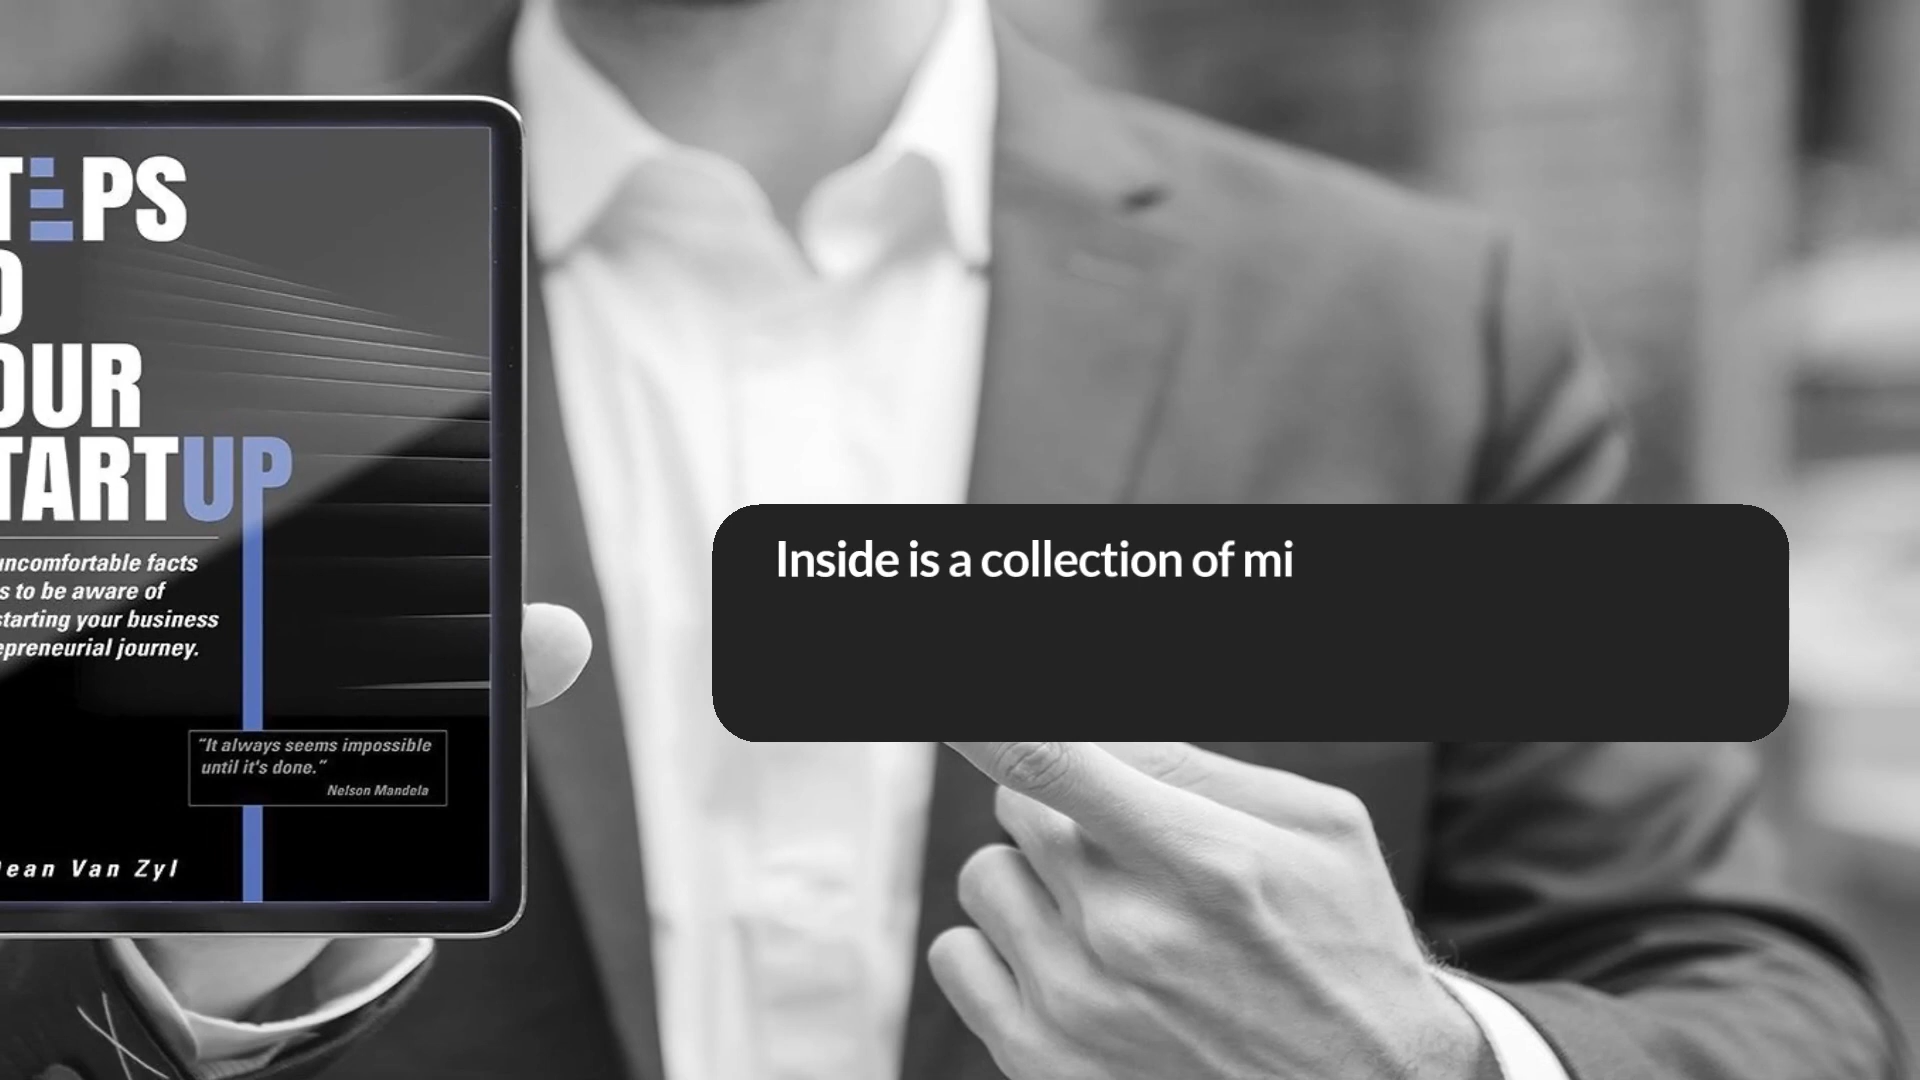 TEPS
O
OUR
TARTUP
uncomfortable facts
s to be aware of
starting your business
epreneurial journey.
"It always seems impossible
until it's done."
Nelson Mandela
Dean Van Zyl
Inside is a collection of mi